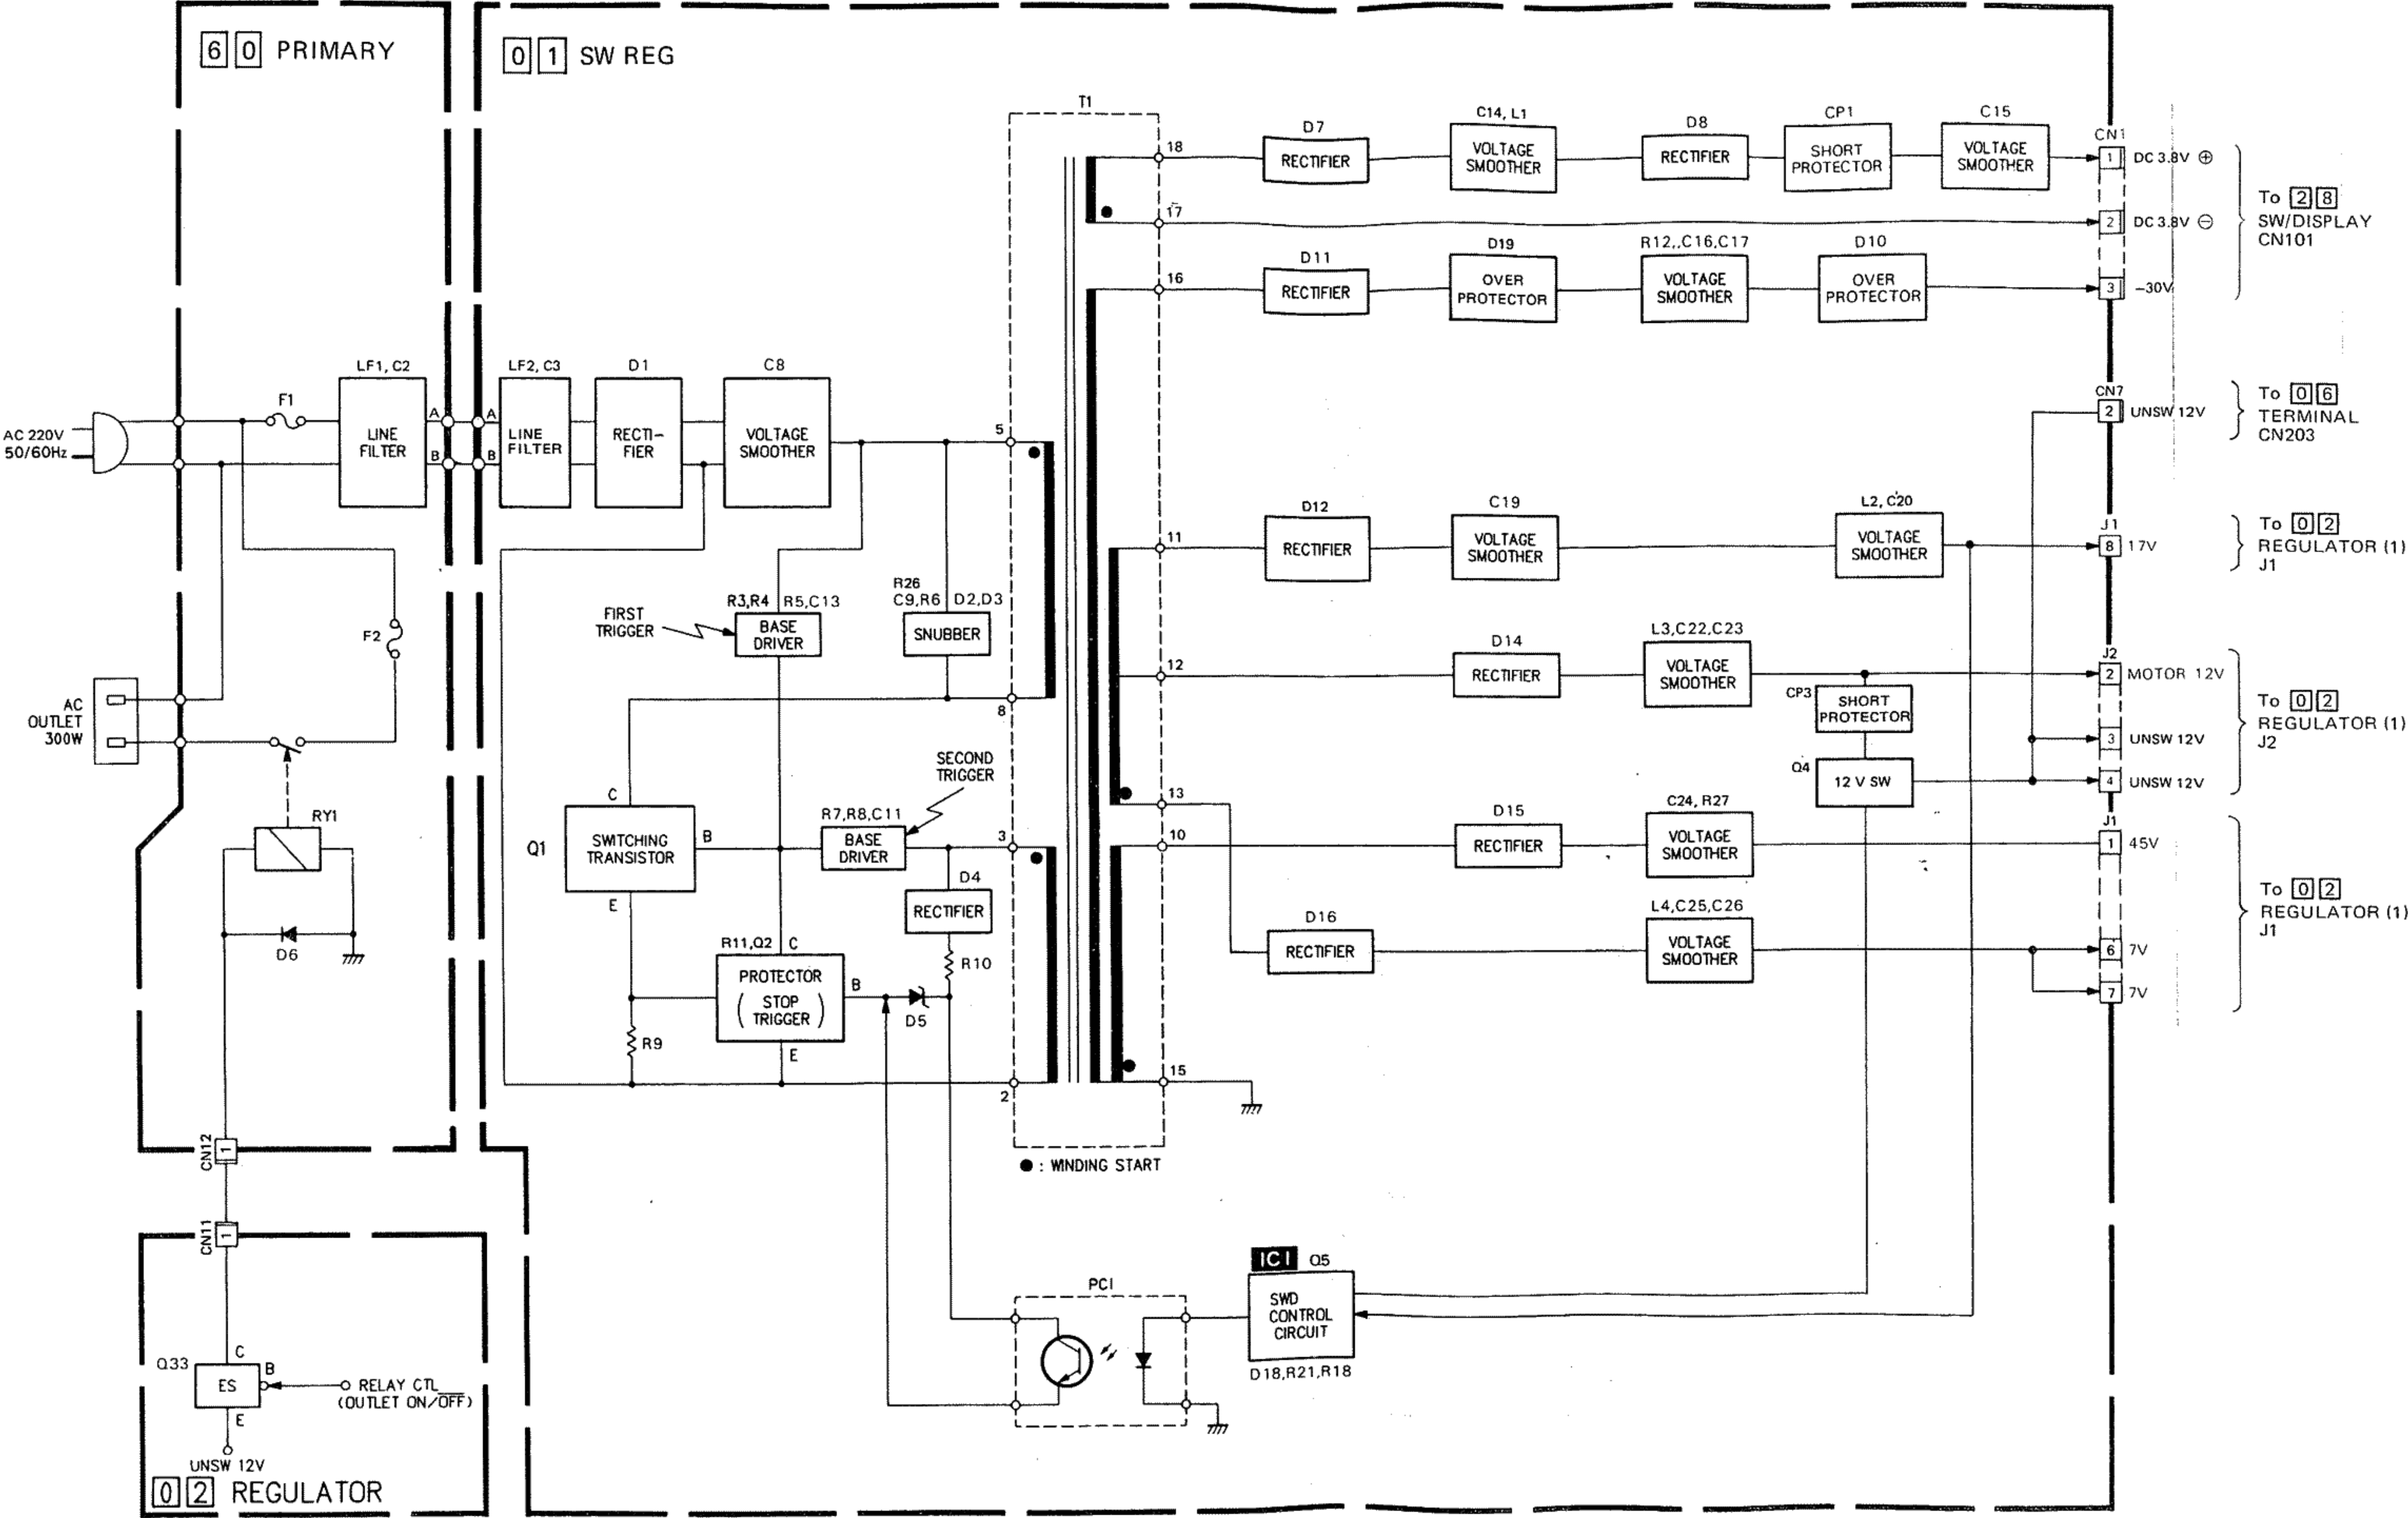 6 0 PRIMARY
0 1 SW REG
T1
D7
RECTIFIER
C14, L1
VOLTAGE
SMOOTHER
D8
RECTIFIER
CP1
SHORT
PROTECTOR
C15
VOLTAGE
SMOOTHER
CN1
18
1 DC 3.8V ⊕
17
2 DC 3.8V ⊖
To 2 8
SW/DISPLAY
CN101
16
D11
RECTIFIER
D19
OVER
PROTECTOR
R12,,C16,C17
VOLTAGE
SMOOTHER
D10
OVER
PROTECTOR
3 -30V
AC 220V
50/60Hz
F1
LF1, C2
LINE
FILTER
A
B
A
B
LF2, C3
LINE
FILTER
D1
RECTI-
FIER
C8
VOLTAGE
SMOOTHER
5
CN7
2 UNSW 12V
To 0 6
TERMINAL
CN203
11
D12
RECTIFIER
C19
VOLTAGE
SMOOTHER
L2, C20
VOLTAGE
SMOOTHER
J1
8 17V
To 0 2
REGULATOR (1)
J1
F2
FIRST
TRIGGER
R3,R4 R5,C13
BASE
DRIVER
R26
C9,R6 D2,D3
SNUBBER
12
D14
RECTIFIER
L3,C22,C23
VOLTAGE
SMOOTHER
J2
2 MOTOR 12V
CP3
SHORT
PROTECTOR
3 UNSW 12V
Q4
12 V SW
4 UNSW 12V
To 0 2
REGULATOR (1)
J2
AC
OUTLET
300W
8
SECOND
TRIGGER
13
RY1
D6
Q1
C
SWITCHING
TRANSISTOR
B
E
R7,R8,C11
BASE
DRIVER
3
D4
RECTIFIER
R10
10
D15
RECTIFIER
C24, R27
VOLTAGE
SMOOTHER
J1
1 45V
D16
RECTIFIER
L4,C25,C26
VOLTAGE
SMOOTHER
6 7V
7 7V
To 0 2
REGULATOR (1)
J1
R11,Q2
C
PROTECTOR
( STOP
TRIGGER )
B
E
D5
R9
2
15
● : WINDING START
CN12
1
CN11
1
PC1
IC1 Q5
SWD
CONTROL
CIRCUIT
D18,R21,R18
Q33
C
B
ES
E
RELAY CTL
(OUTLET ON/OFF)
UNSW 12V
0 2 REGULATOR